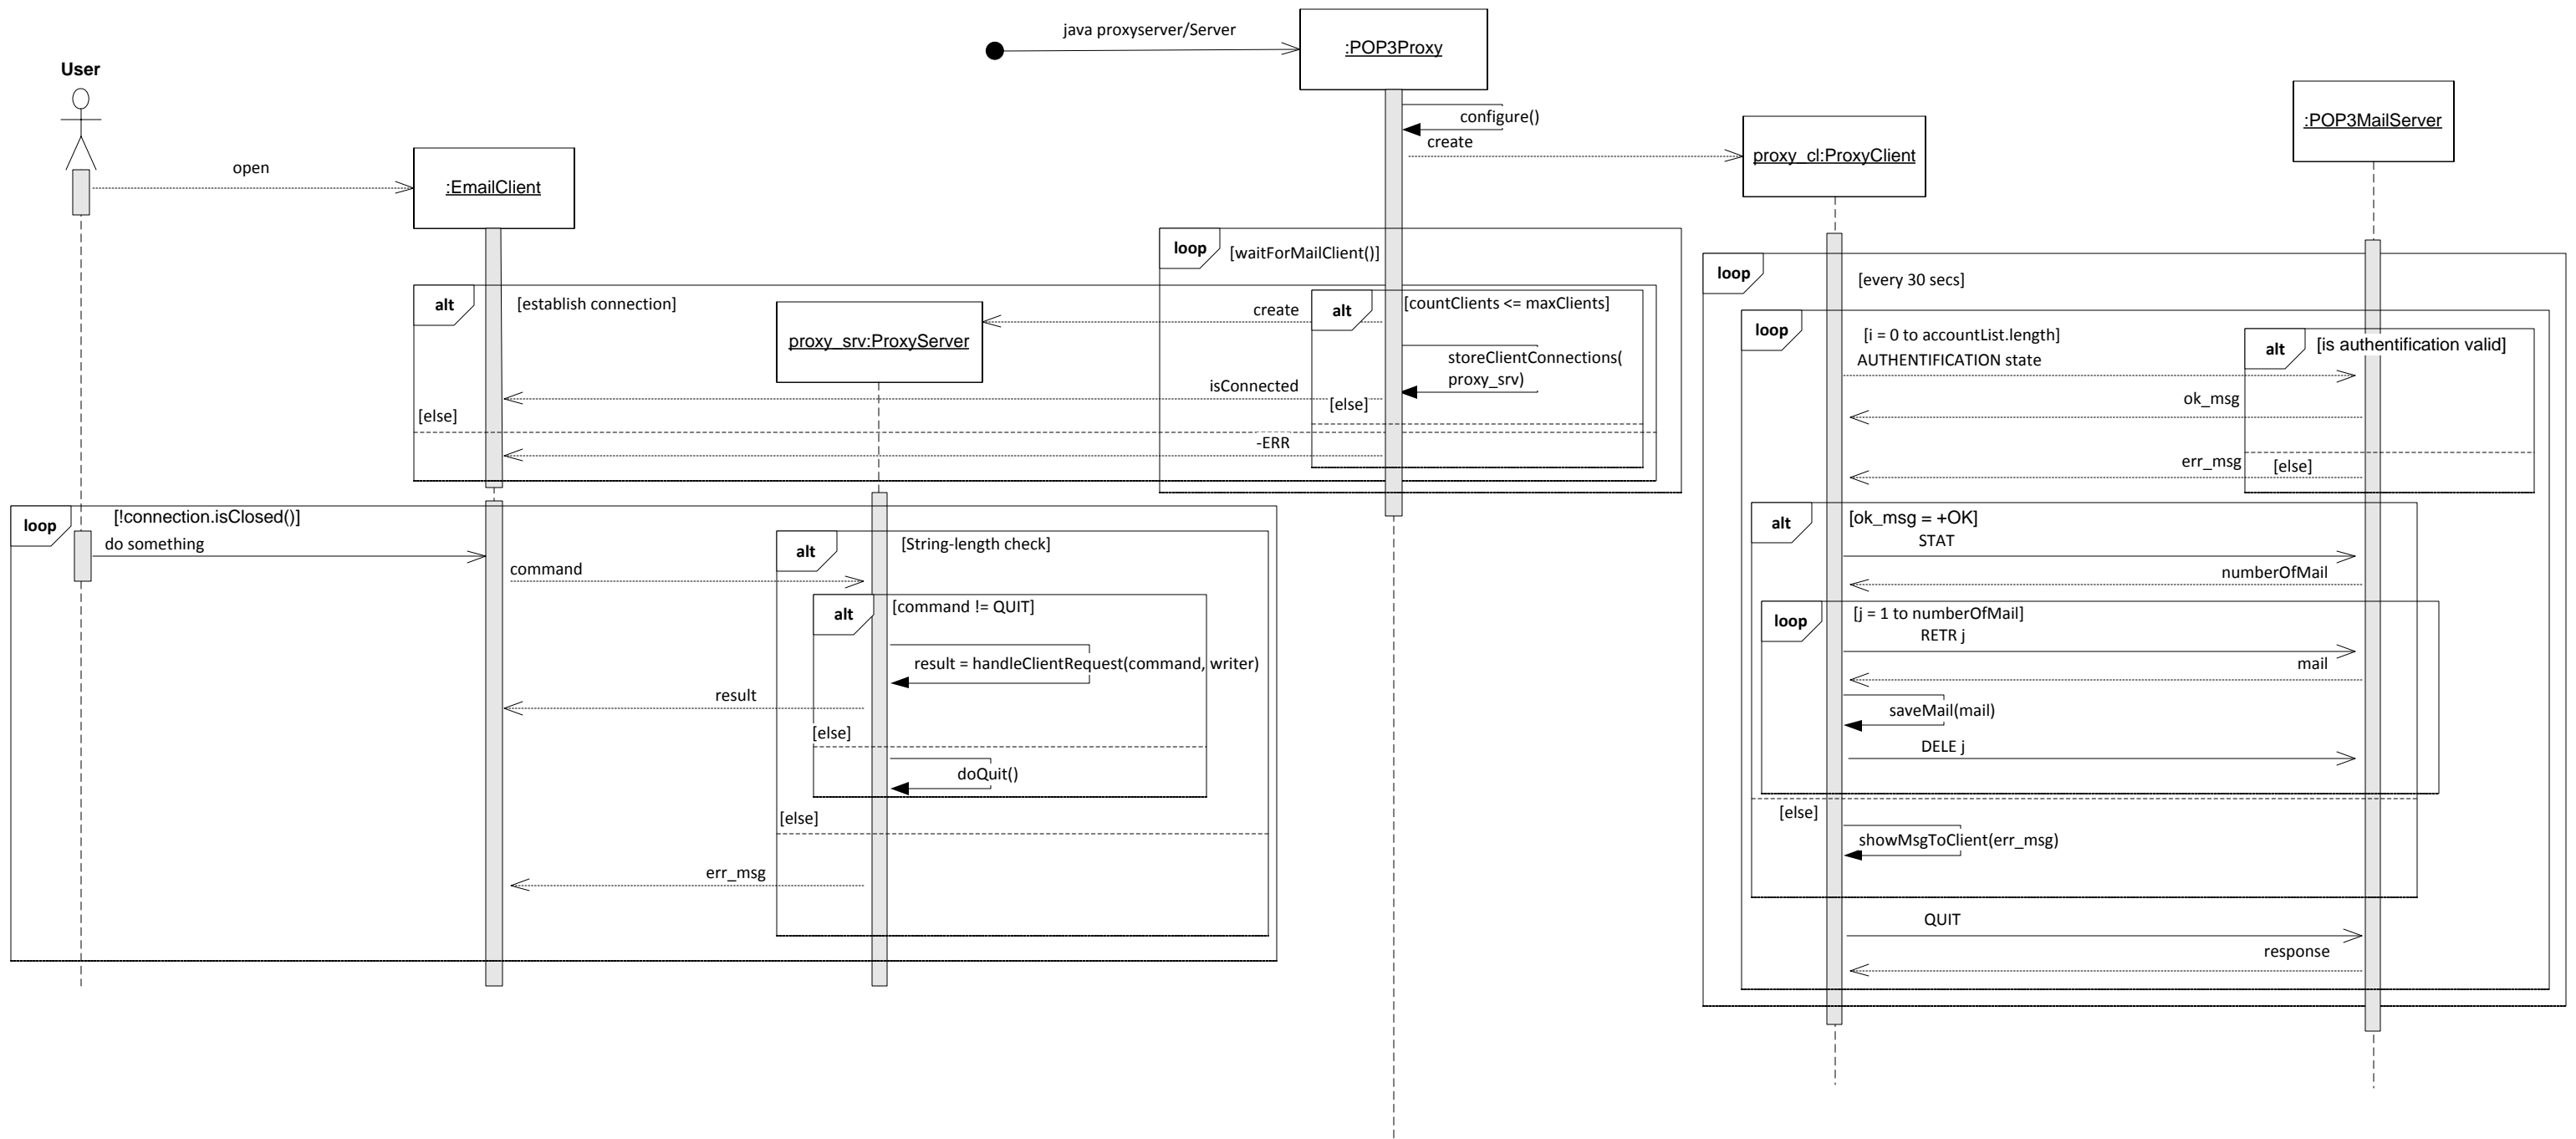 java proxyserver/Server
:POP3Proxy
User
configure()
create
proxy_cl:ProxyClient
:POP3MailServer
open
:EmailClient
loop
[waitForMailClient()]
loop
[every 30 secs]
alt
[establish connection]
create
alt
[countClients <= maxClients]
proxy_srv:ProxyServer
storeClientConnections(
proxy_srv)
isConnected
[else]
[else]
-ERR
loop
[i = 0 to accountList.length]
AUTHENTIFICATION state
alt
[is authentification valid]
ok_msg
err_msg
[else]
loop
[!connection.isClosed()]
do something
alt
[String-length check]
command
alt
[command != QUIT]
result = handleClientRequest(command, writer)
result
[else]
doQuit()
[else]
err_msg
alt
[ok_msg = +OK]
STAT
numberOfMail
loop
[j = 1 to numberOfMail]
RETR j
mail
saveMail(mail)
DELE j
[else]
showMsgToClient(err_msg)
QUIT
response